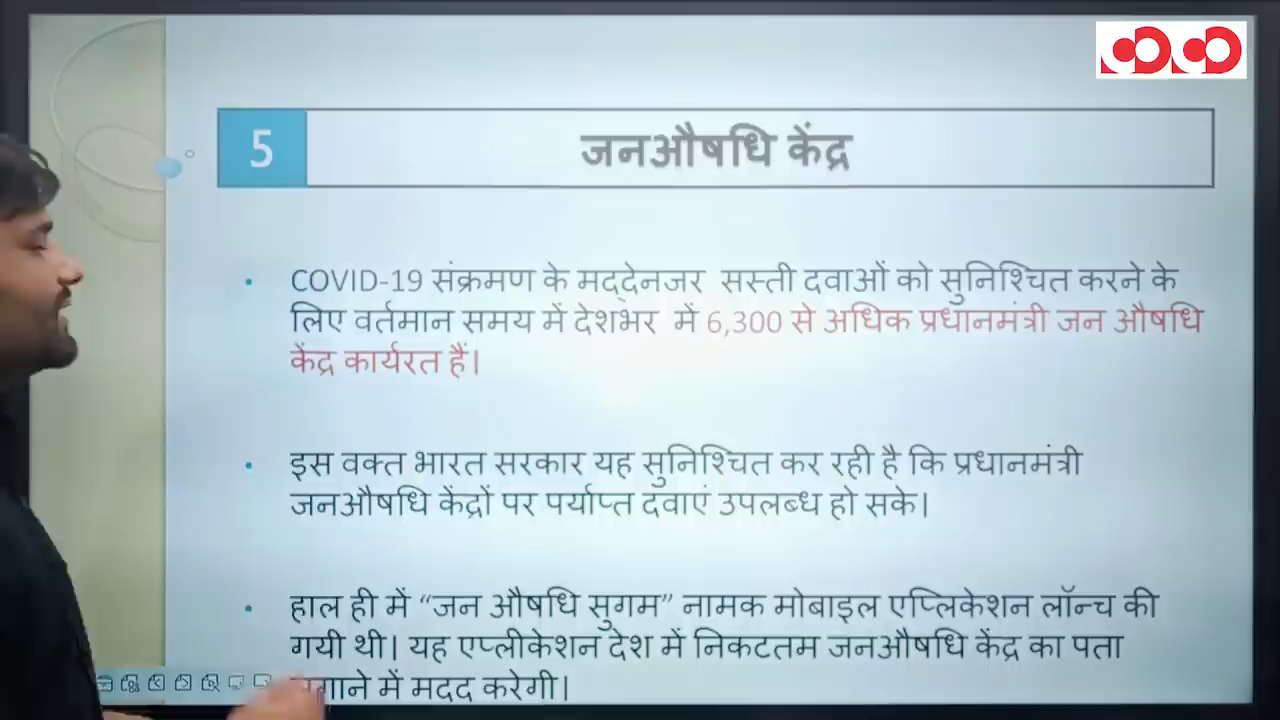 5
जनऔषधि केंद्र
• COVID-19 संक्रमण के मद्देनजर सस्ती दवाओं को सुनिश्चित करने के
लिए वर्तमान समय में देशभर में 6,300 से अधिक प्रधानमंत्री जन औषधि
केंद्र कार्यरत हैं।
• इस वक्त भारत सरकार यह सुनिश्चित कर रही है कि प्रधानमंत्री
जनऔषधि केंद्रों पर पर्याप्त दवाएं उपलब्ध हो सके।
• हाल ही में “जन औषधि सुगम” नामक मोबाइल एप्लिकेशन लॉन्च की
गयी थी। यह एप्लीकेशन देश में निकटतम जनऔषधि केंद्र का पता
में मदद करेगी।